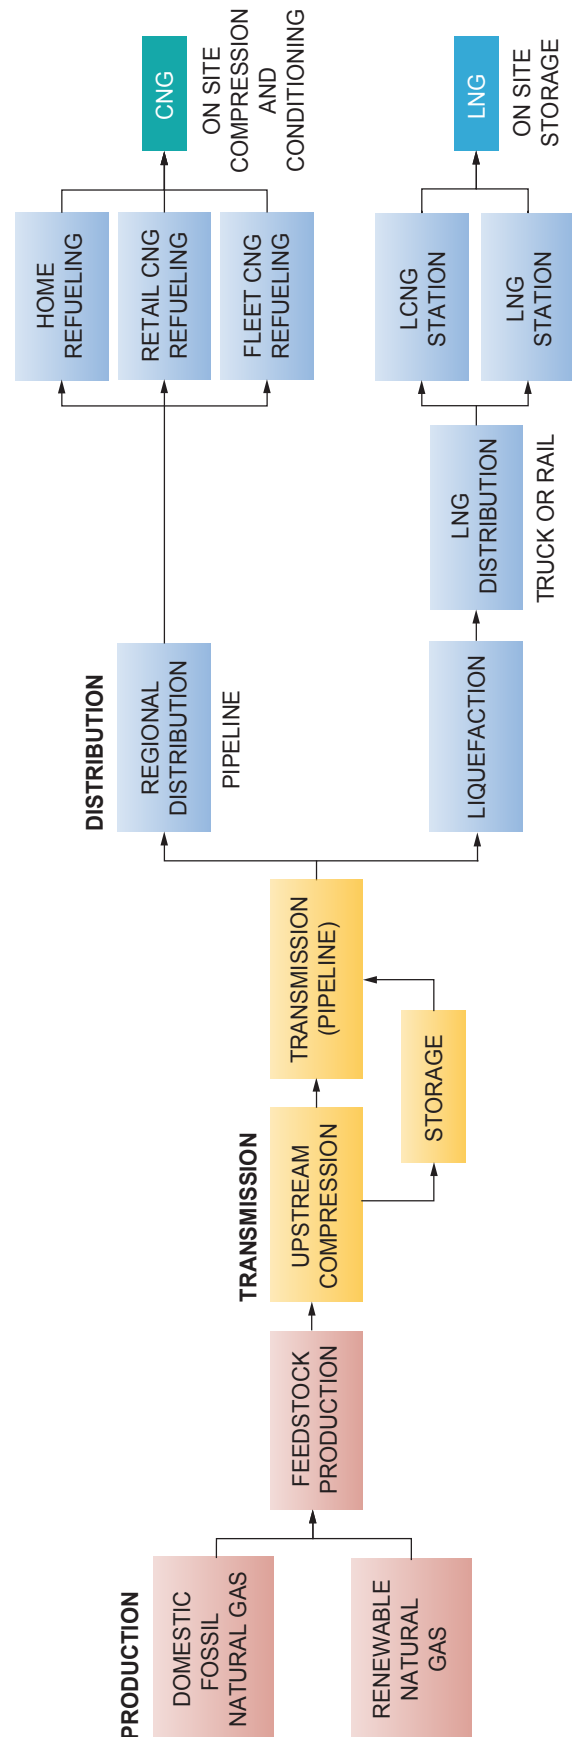 PRODUCTION
DOMESTIC
FOSSIL
NATURAL GAS
RENEWABLE
NATURAL
GAS
FEEDSTOCK
PRODUCTION
TRANSMISSION
UPSTREAM
COMPRESSION
STORAGE
TRANSMISSION
(PIPELINE)
DISTRIBUTION
REGIONAL
DISTRIBUTION
PIPELINE
HOME
REFUELING
RETAIL CNG
REFUELING
FLEET CNG
REFUELING
CNG
ON SITE
COMPRESSION
AND
CONDITIONING
LIQUEFACTION
LNG
DISTRIBUTION
TRUCK OR RAIL
LCNG
STATION
LNG
STATION
LNG
ON SITE
STORAGE